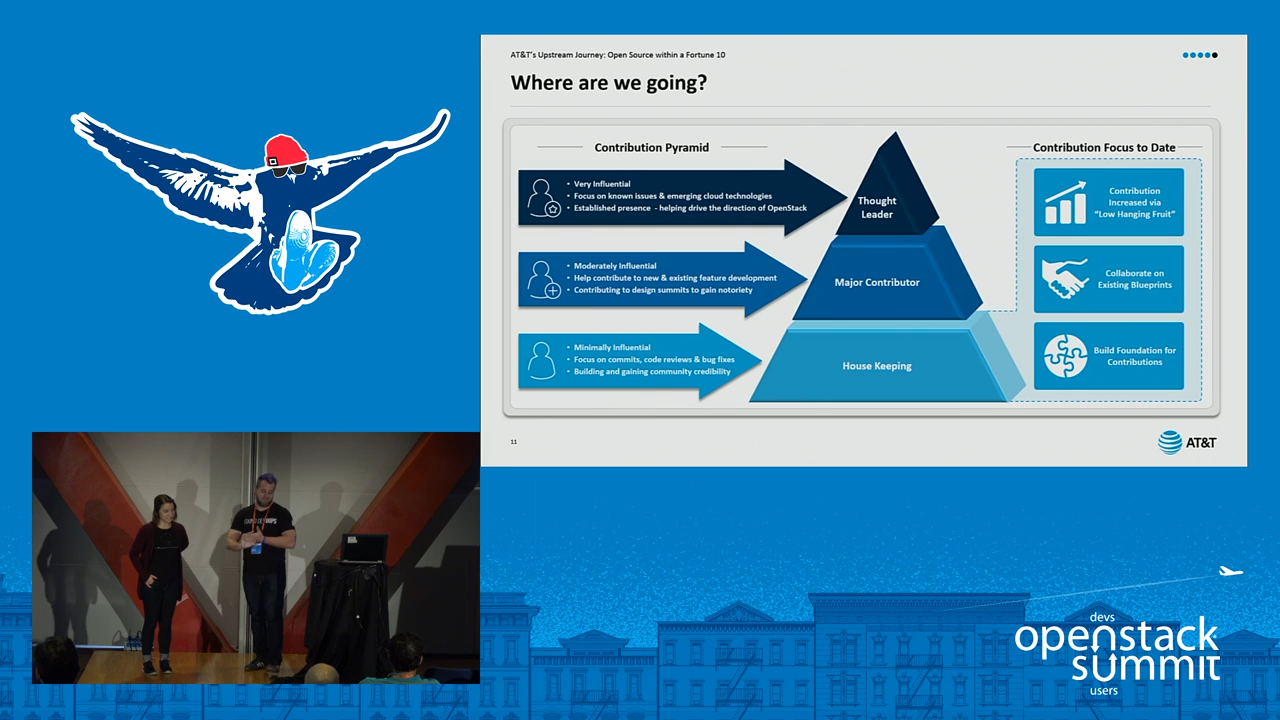 AT&T's Upstream Journey: Open Source within a Fortune 10
Where are we going?
Contribution Pyramid
Contribution Focus to Date
• Very Influential
• Focus on known issues & emerging cloud technologies
• Established presence - helping drive the direction of OpenStack
Thought
Leader
• Moderately Influential
• Help contribute to new & existing feature development
• Contributing to design summits to gain notoriety
Major Contributor
• Minimally Influential
• Focus on commits, code reviews & bug fixes
• Building and gaining community credibility
House Keeping
Contribution
Increased via
"Low Hanging Fruit"
Collaborate on
Existing Blueprints
Build Foundation for
Contributions
11
AT&T
devs
openstack
summit
users